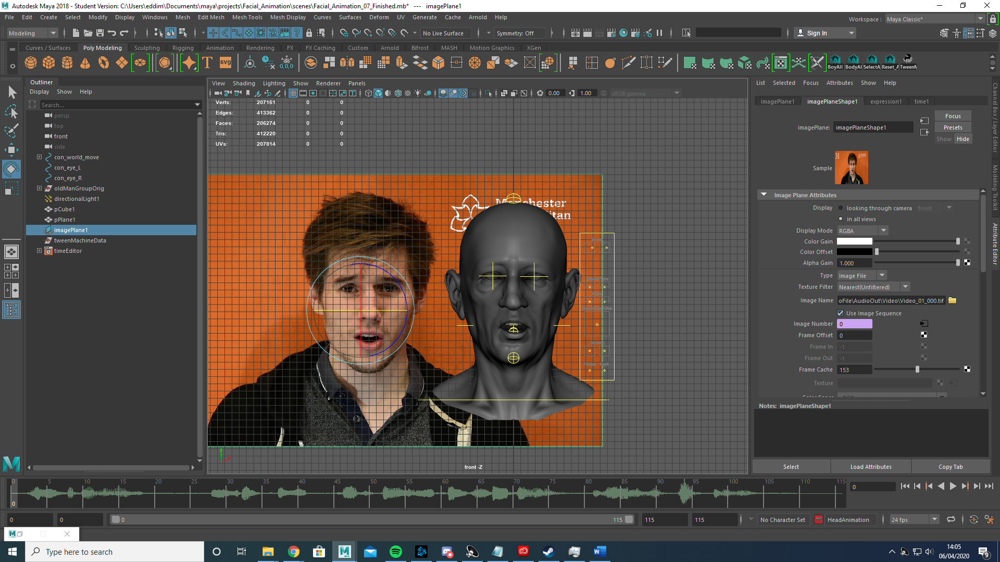 Autodesk Maya 2018 - Student Version: C:\Users\eddim\Documents\maya\projects\Facial_Animation\scenes\Facial_Animation_07_Finished.mb* --- imagePlane1
File Edit Create Select Modify Display Windows Mesh Edit Mesh Mesh Tools Mesh Display Curves Surfaces Deform UV Generate Cache Arnold Help
Workspace : Maya Classic*
Modeling No Live Surface Symmetry: Off Sign In
Curves / Surfaces Poly Modeling Sculpting Rigging Animation Rendering FX FX Caching Custom Arnold Bifrost MASH Motion Graphics XGen
T svg 0,0,0 BoyAll BodyAl SelectA Reset_A TweenM
Outliner
Display Show Help
Search...
persp
top
front
side
con_world_move
con_eye_L
con_eye_R
oldManGroupOrig
directionalLight1
pCube1
pPlane1
imagePlane1
tweenMachineData
timeEditor
View Shading Lighting Show Renderer Panels
0.00 1.00 sRGB gamma
Verts: 207161 0 0
Edges: 413362 0 0
Faces: 206274 0 0
Tris: 412220 0 0
UVs: 207814 0 0
y
x
front -Z
List Selected Focus Attributes Show Help
imagePlane1 imagePlaneShape1 expression1 time1
imagePlane: imagePlaneShape1
Focus
Presets
Show Hide
Sample
31
Image Plane Attributes
Display looking through camera front
in all views
Display Mode RGBA
Color Gain
Color Offset
Alpha Gain 1.000
Type Image File
Texture Filter Nearest(Unfiltered)
Image Name oFile\AudioOut\Video\Video_01_000.tif
Use Image Sequence
Image Number 0
Frame Offset 0
Frame In -1
Frame Out -1
Frame Cache 153
Texture
Notes: imagePlaneShape1
Select Load Attributes Copy Tab
Channel Box / Layer Editor
Modeling Toolkit
Attribute Editor
0 5 10 15 20 25 30 35 40 45 50 55 60 65 70 75 80 85 90 95 100 105 110 115
0
0
0 0 0 115 115 115 No Character Set HeadAnimation 24 fps
Type here to search
14:05
06/04/2020
9